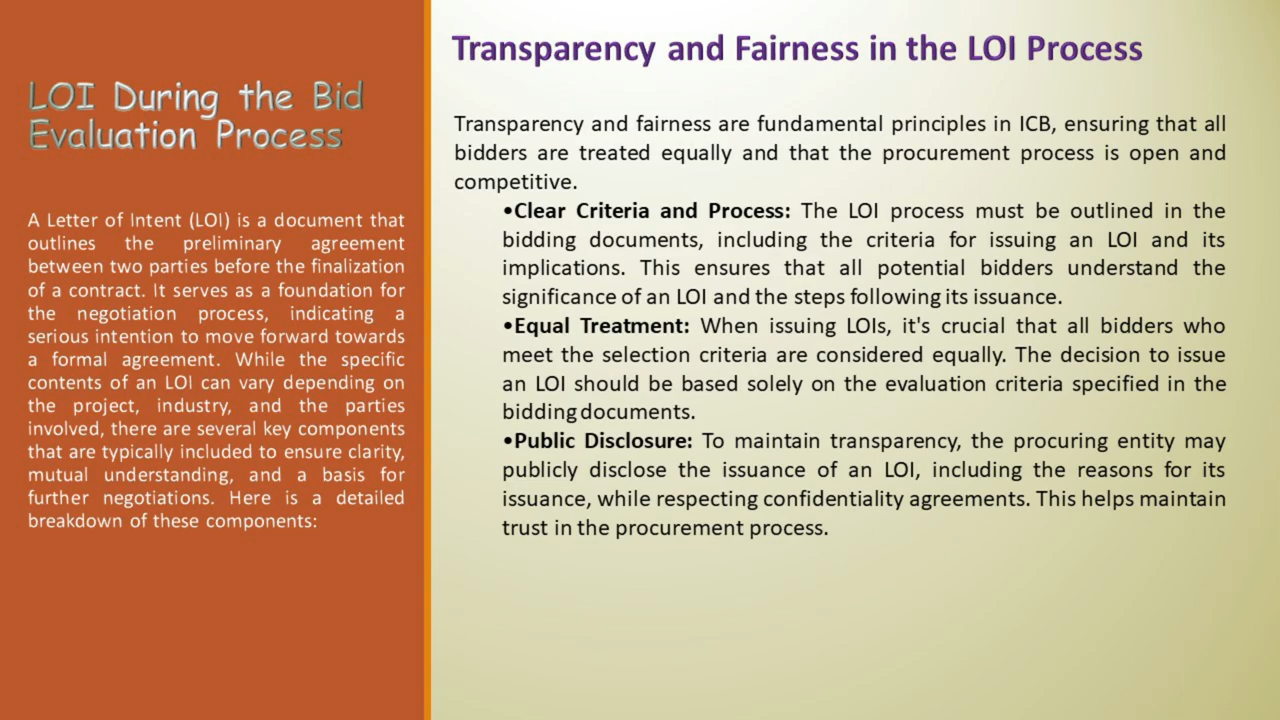 LOI During the Bid
Evaluation Process
A Letter of Intent (LOI) is a document that
outlines the preliminary agreement
between two parties before the finalization
of a contract. It serves as a foundation for
the negotiation process, indicating a
serious intention to move forward towards
a formal agreement. While the specific
contents of an LOI can vary depending on
the project, industry, and the parties
involved, there are several key components
that are typically included to ensure clarity,
mutual understanding, and a basis for
further negotiations. Here is a detailed
breakdown of these components:
Transparency and Fairness in the LOI Process
Transparency and fairness are fundamental principles in ICB, ensuring that all
bidders are treated equally and that the procurement process is open and
competitive.
•Clear Criteria and Process: The LOI process must be outlined in the
bidding documents, including the criteria for issuing an LOI and its
implications. This ensures that all potential bidders understand the
significance of an LOI and the steps following its issuance.
•Equal Treatment: When issuing LOIs, it's crucial that all bidders who
meet the selection criteria are considered equally. The decision to issue
an LOI should be based solely on the evaluation criteria specified in the
bidding documents.
•Public Disclosure: To maintain transparency, the procuring entity may
publicly disclose the issuance of an LOI, including the reasons for its
issuance, while respecting confidentiality agreements. This helps maintain
trust in the procurement process.